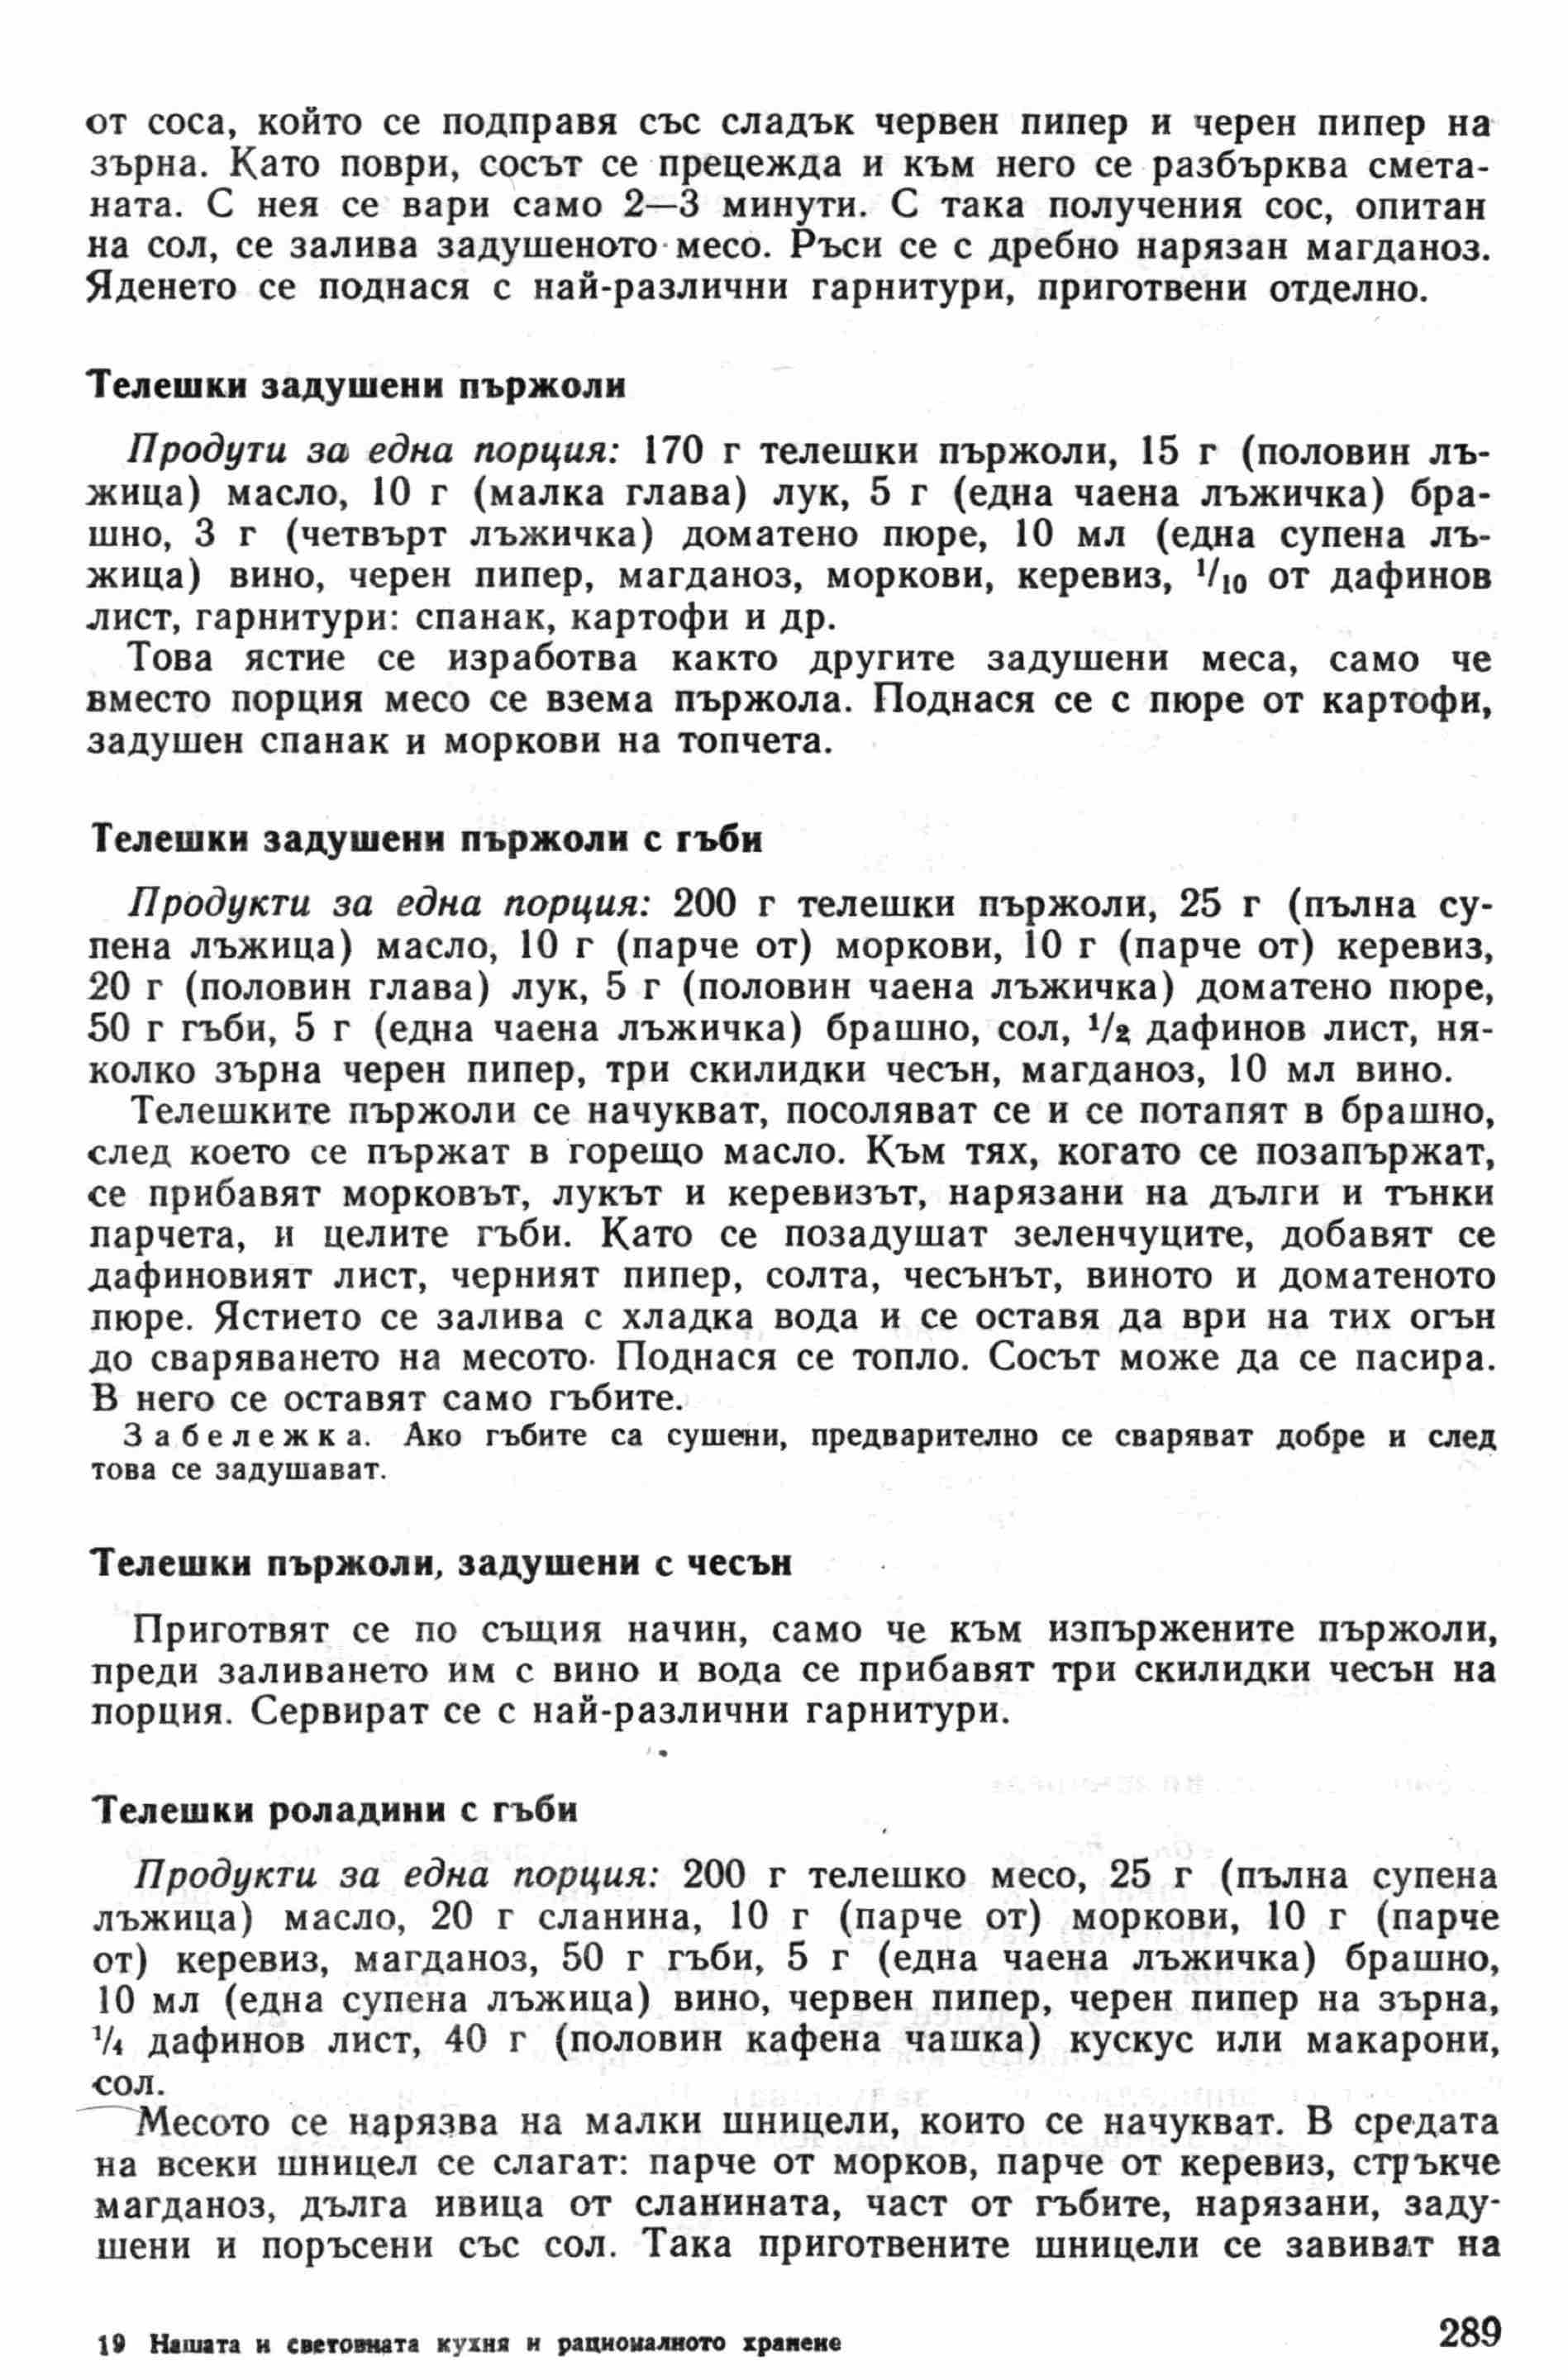 от соса, който се подправя със сладък червен пипер и черен пипер на
зърна. Като поври, сосът се прецежда и към него се разбърква смета-
ната. С нея се вари само 2—3 минути. С така получения сос, опитан
на сол, се залива задушеното месо. Ръси се с дребно нарязан магданоз.
Яденето се поднася с най-различни гарнитури, приготвени отделно.
Телешки задушени пържоли
Продути за една порция: 170 г телешки пържоли, 15 г (половин лъ-
жица) масло, 10 г (малка глава) лук, 5 г (една чаена лъжичка) бра-
шно, 3 г (четвърт лъжичка) доматено пюре, 10 мл (една супена лъ-
жица) вино, черен пипер, магданоз, моркови, керевиз, 1/10 от дафинов
лист, гарнитури: спанак, картофи и др.
Това ястие се изработва както другите задушени меса, само че
вместо порция месо се взема пържола. Поднася се с пюре от картофи,
задушен спанак и моркови на топчета.
Телешки задушени пържоли с гъби
Продукти за една порция: 200 г телешки пържоли, 25 г (пълна су-
пена лъжица) масло, 10 г (парче от) моркови, 10 г (парче от) керевиз,
20 г (половин глава) лук, 5 г (половин чаена лъжичка) доматено пюре,
50 г гъби, 5 г (една чаена лъжичка) брашно, сол, 1/2 дафинов лист, ня-
колко зърна черен пипер, три скилидки чесън, магданоз, 10 мл вино.
Телешките пържоли се начукват, посоляват се и се потапят в брашно,
след което се пържат в горещо масло. Към тях, когато се позапържат,
се прибавят морковът, лукът и керевизът, нарязани на дълги и тънки
парчета, и целите гъби. Като се позадушат зеленчуците, добавят се
дафиновият лист, черният пипер, солта, чесънът, виното и доматеното
пюре. Ястието се залива с хладка вода и се оставя да ври на тих огън
до сваряването на месото. Поднася се топло. Сосът може да се пасира.
В него се оставят само гъбите.
Забележка. Ако гъбите са сушени, предварително се сваряват добре и след
това се задушават.
Телешки пържоли, задушени с чесън
Приготвят се по същия начин, само че към изпържените пържоли,
преди заливането им с вино и вода се прибавят три скилидки чесън на
порция. Сервират се с най-различни гарнитури.
Телешки роладини с гъби
Продукти за една порция: 200 г телешко месо, 25 г (пълна супена
лъжица) масло, 20 г сланина, 10 г (парче от) моркови, 10 г (парче
от) керевиз, магданоз, 50 г гъби, 5 г (една чаена лъжичка) брашно,
10 мл (една супена лъжица) вино, червен пипер, черен пипер на зърна,
1/4 дафинов лист, 40 г (половин кафена чашка) кускус или макарони,
сол.
Месото се нарязва на малки шницели, които се начукват. В средата
на всеки шницел се слагат: парче от морков, парче от керевиз, стръкче
магданоз, дълга ивица от сланината, част от гъбите, нарязани, заду-
шени и поръсени със сол. Така приготвените шницели се завиват на
19 Нашата и световната кухня и рационалното хранене
289